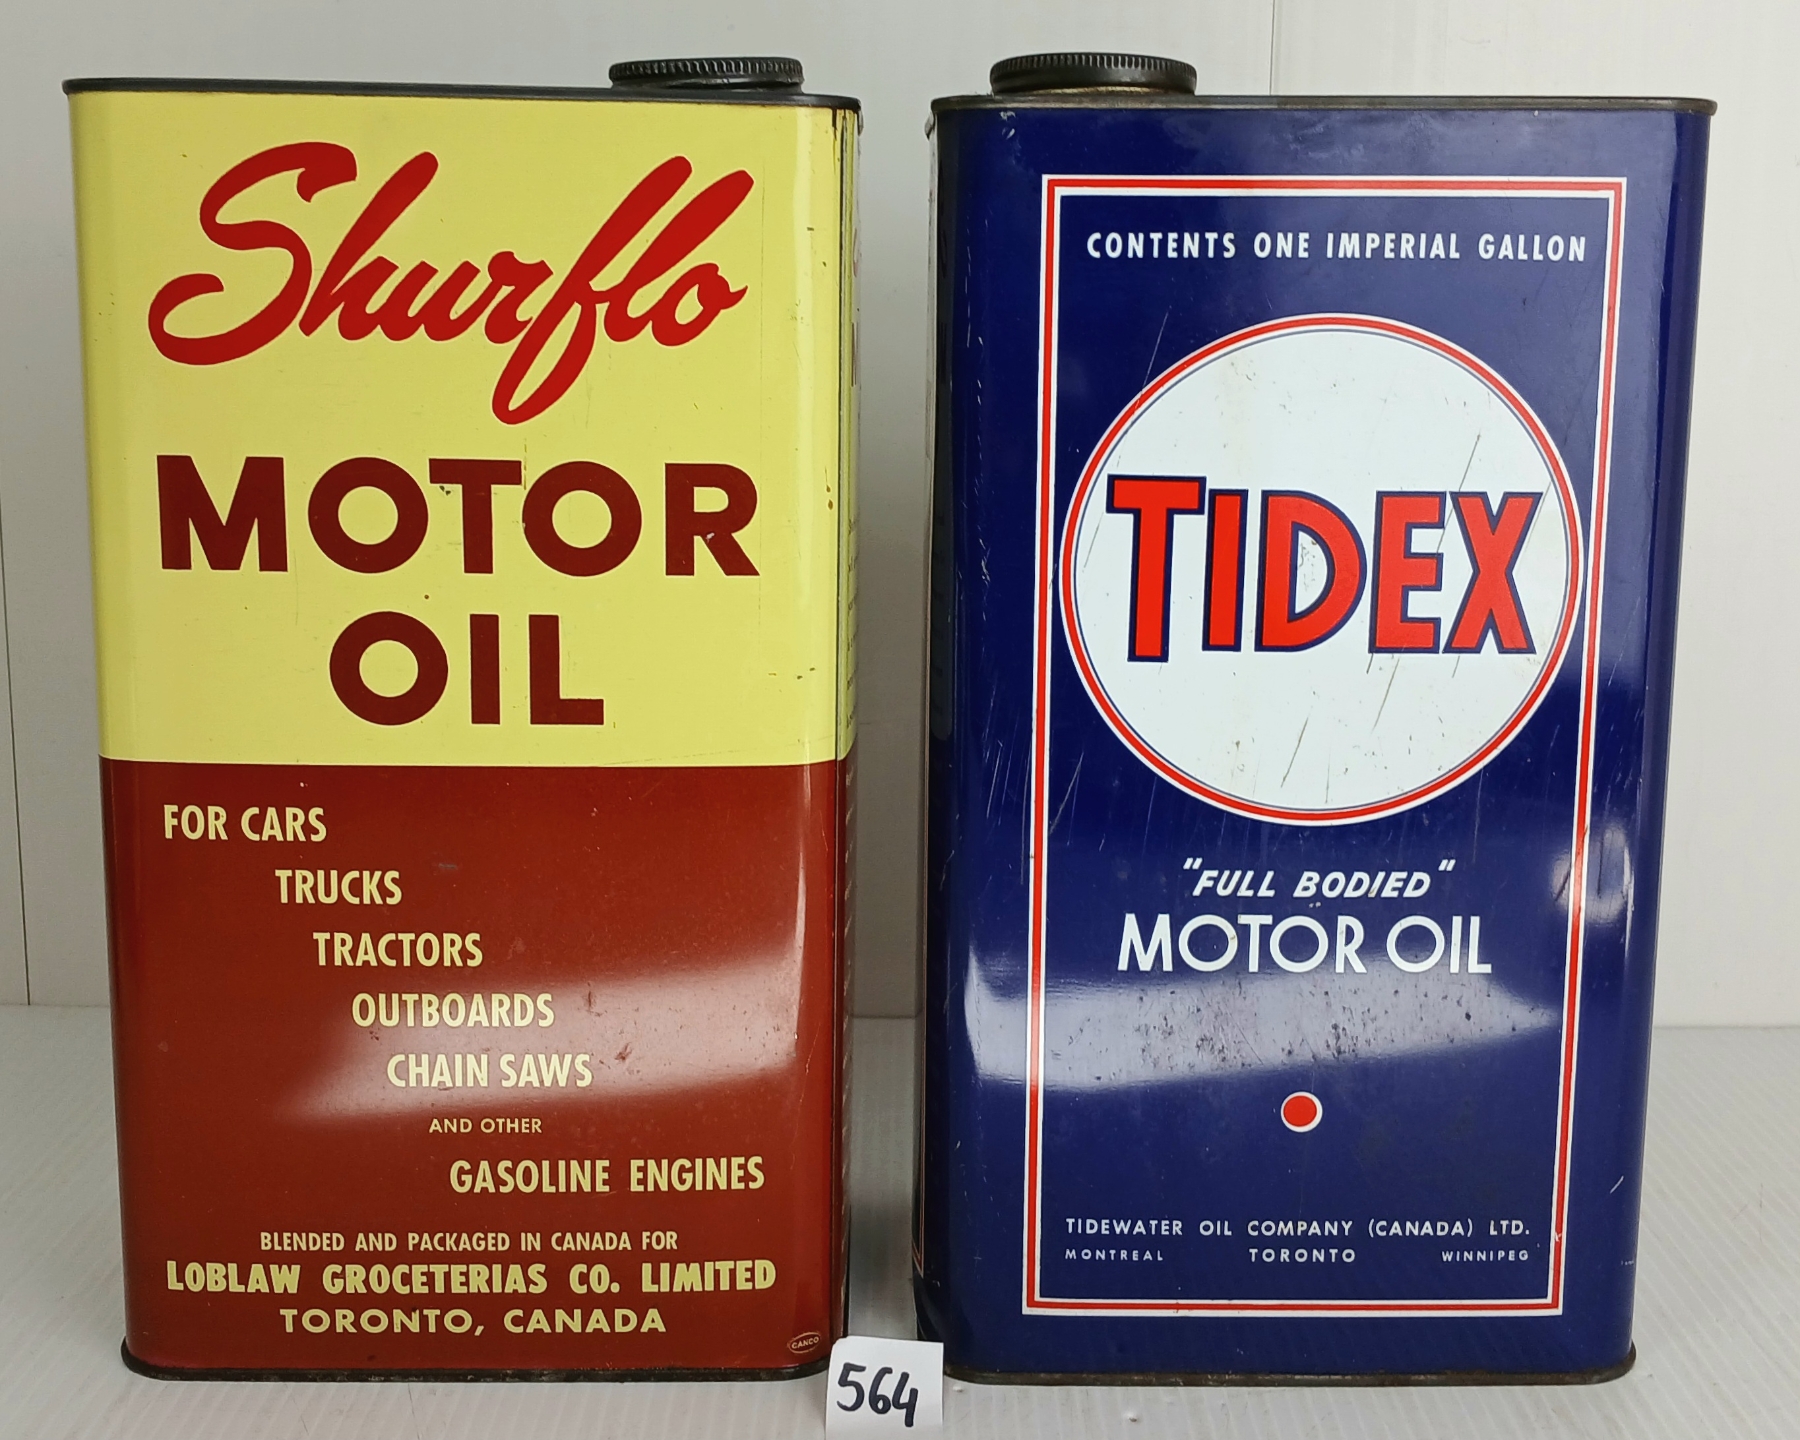 Shurflo
MOTOR
OIL
FOR CARS
TRUCKS
TRACTORS
OUTBOARDS
CHAIN SAWS
AND OTHER
GASOLINE ENGINES
BLENDED AND PACKAGED IN CANADA FOR
LOBLAW GROCETERIAS CO. LIMITED
TORONTO, CANADA
CANCO
CONTENTS ONE IMPERIAL GALLON
TIDEX
"FULL BODIED"
MOTOR OIL
TIDEWATER OIL COMPANY (CANADA) LTD.
MONTREAL TORONTO WINNIPEG
564